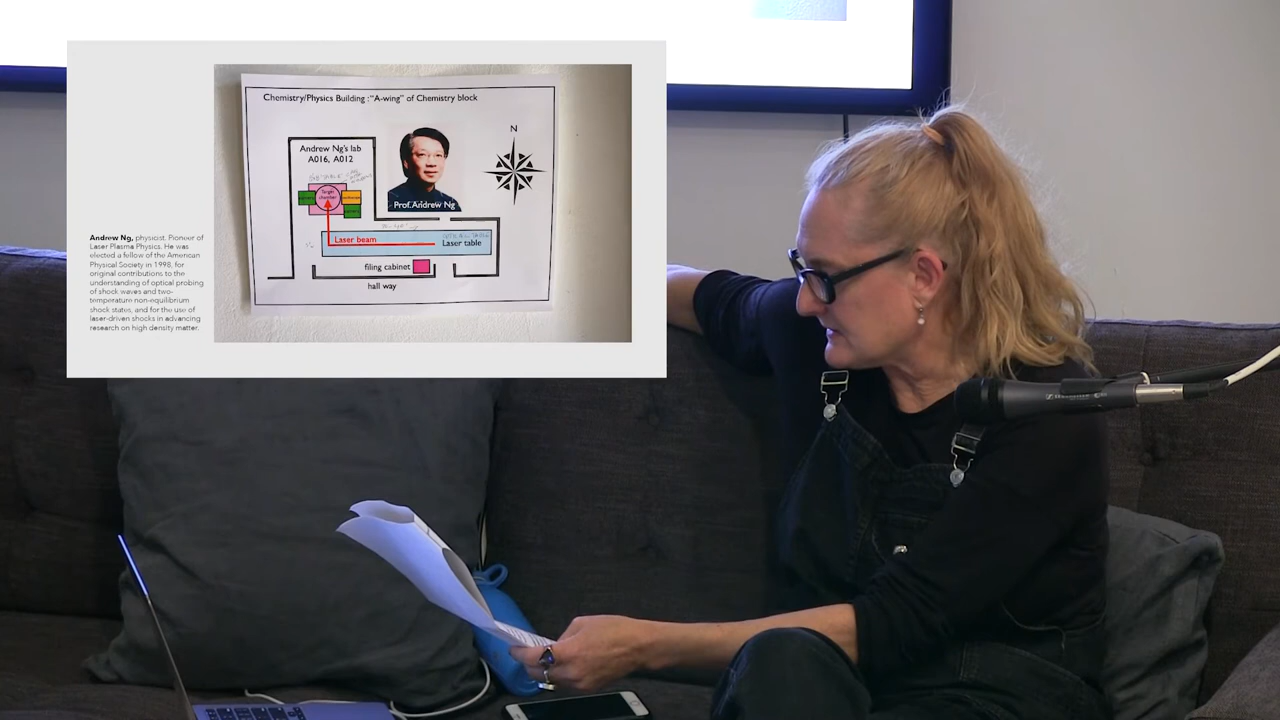 Chemistry/Physics Building : "A-wing" of Chemistry block
Andrew Ng's lab
A016, A012
N
Target
chamber
Prof. Andrew Ng
Laser beam
Laser table
filing cabinet
hall way
Andrew Ng, physicist. Pioneer of
Laser Plasma Physics. He was
elected a fellow of the American
Physical Society in 1998, for
original contributions to the
understanding of optical probing
of shock waves and two-
temperature non-equilibrium
shock states, and for the use of
laser-driven shocks in advancing
research on high density matter.